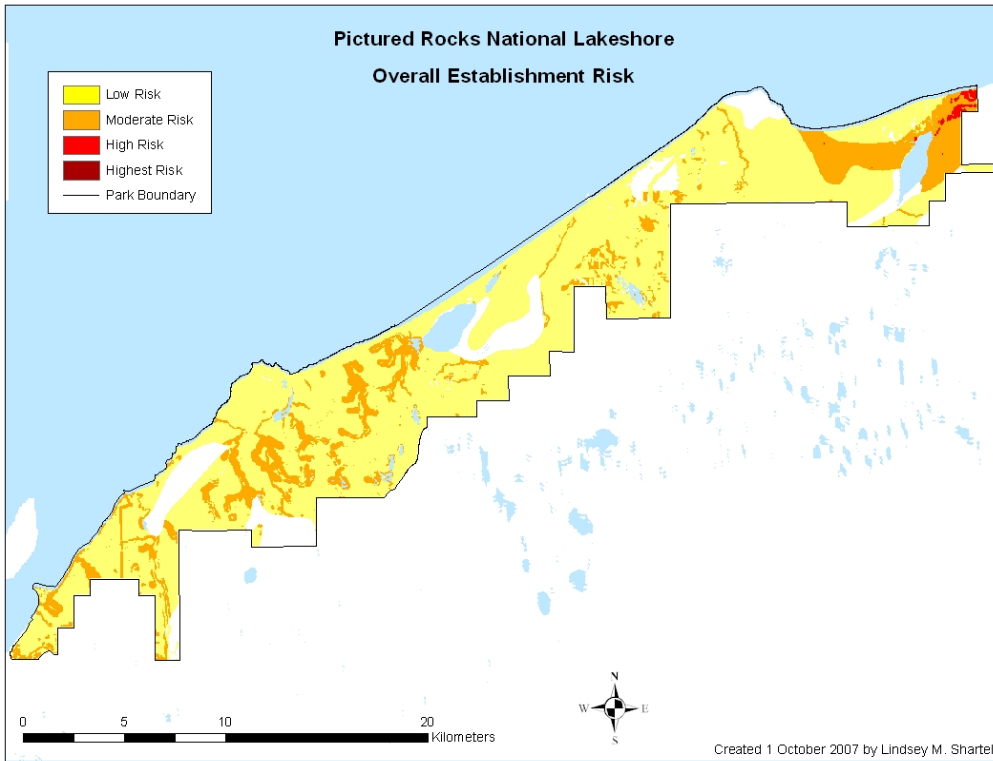 Pictured Rocks National Lakeshore
Overall Establishment Risk
Low Risk
Moderate Risk
High Risk
Highest Risk
Park Boundary
N
W E
S
0 5 10 20
Kilometers
Created 1 October 2007 by Lindsey M. Shartel